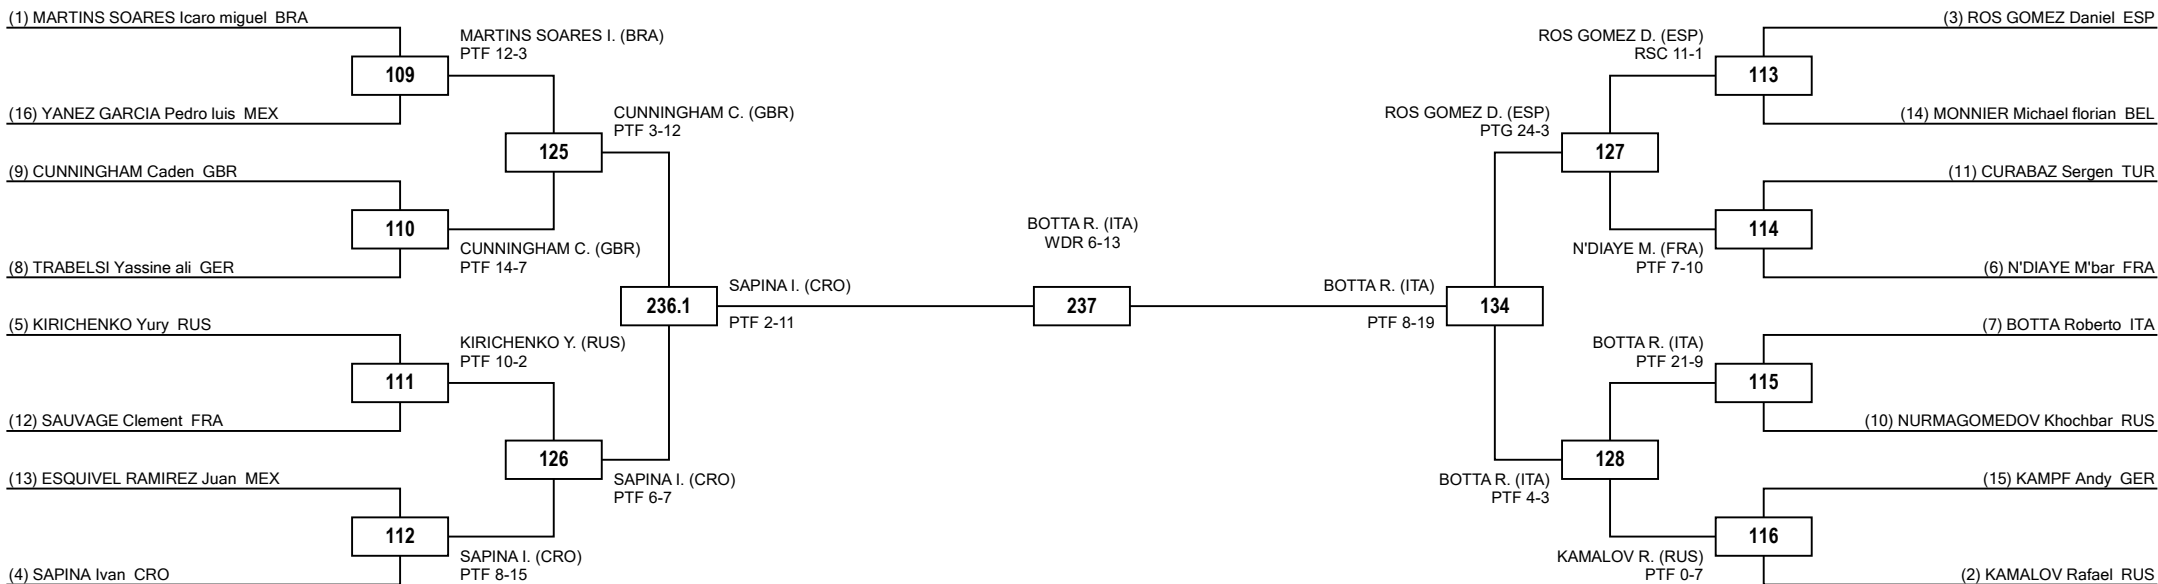 (1) MARTINS SOARES Icaro miguel BRA
MARTINS SOARES I. (BRA)
PTF 12-3
109
(16) YANEZ GARCIA Pedro luis MEX
CUNNINGHAM C. (GBR)
PTF 3-12
125
(9) CUNNINGHAM Caden GBR
110
CUNNINGHAM C. (GBR)
PTF 14-7
(8) TRABELSI Yassine ali GER
236.1
SAPINA I. (CRO)
PTF 2-11
(5) KIRICHENKO Yury RUS
KIRICHENKO Y. (RUS)
PTF 10-2
111
(12) SAUVAGE Clement FRA
126
SAPINA I. (CRO)
PTF 6-7
(13) ESQUIVEL RAMIREZ Juan MEX
112
SAPINA I. (CRO)
PTF 8-15
(4) SAPINA Ivan CRO
BOTTA R. (ITA)
WDR 6-13
237
(3) ROS GOMEZ Daniel ESP
ROS GOMEZ D. (ESP)
RSC 11-1
113
(14) MONNIER Michael florian BEL
ROS GOMEZ D. (ESP)
PTG 24-3
127
(11) CURABAZ Sergen TUR
114
N'DIAYE M. (FRA)
PTF 7-10
(6) N'DIAYE M'bar FRA
BOTTA R. (ITA)
PTF 8-19
134
(7) BOTTA Roberto ITA
BOTTA R. (ITA)
PTF 21-9
115
(10) NURMAGOMEDOV Khochbar RUS
128
BOTTA R. (ITA)
PTF 4-3
(15) KAMPF Andy GER
116
KAMALOV R. (RUS)
PTF 0-7
(2) KAMALOV Rafael RUS